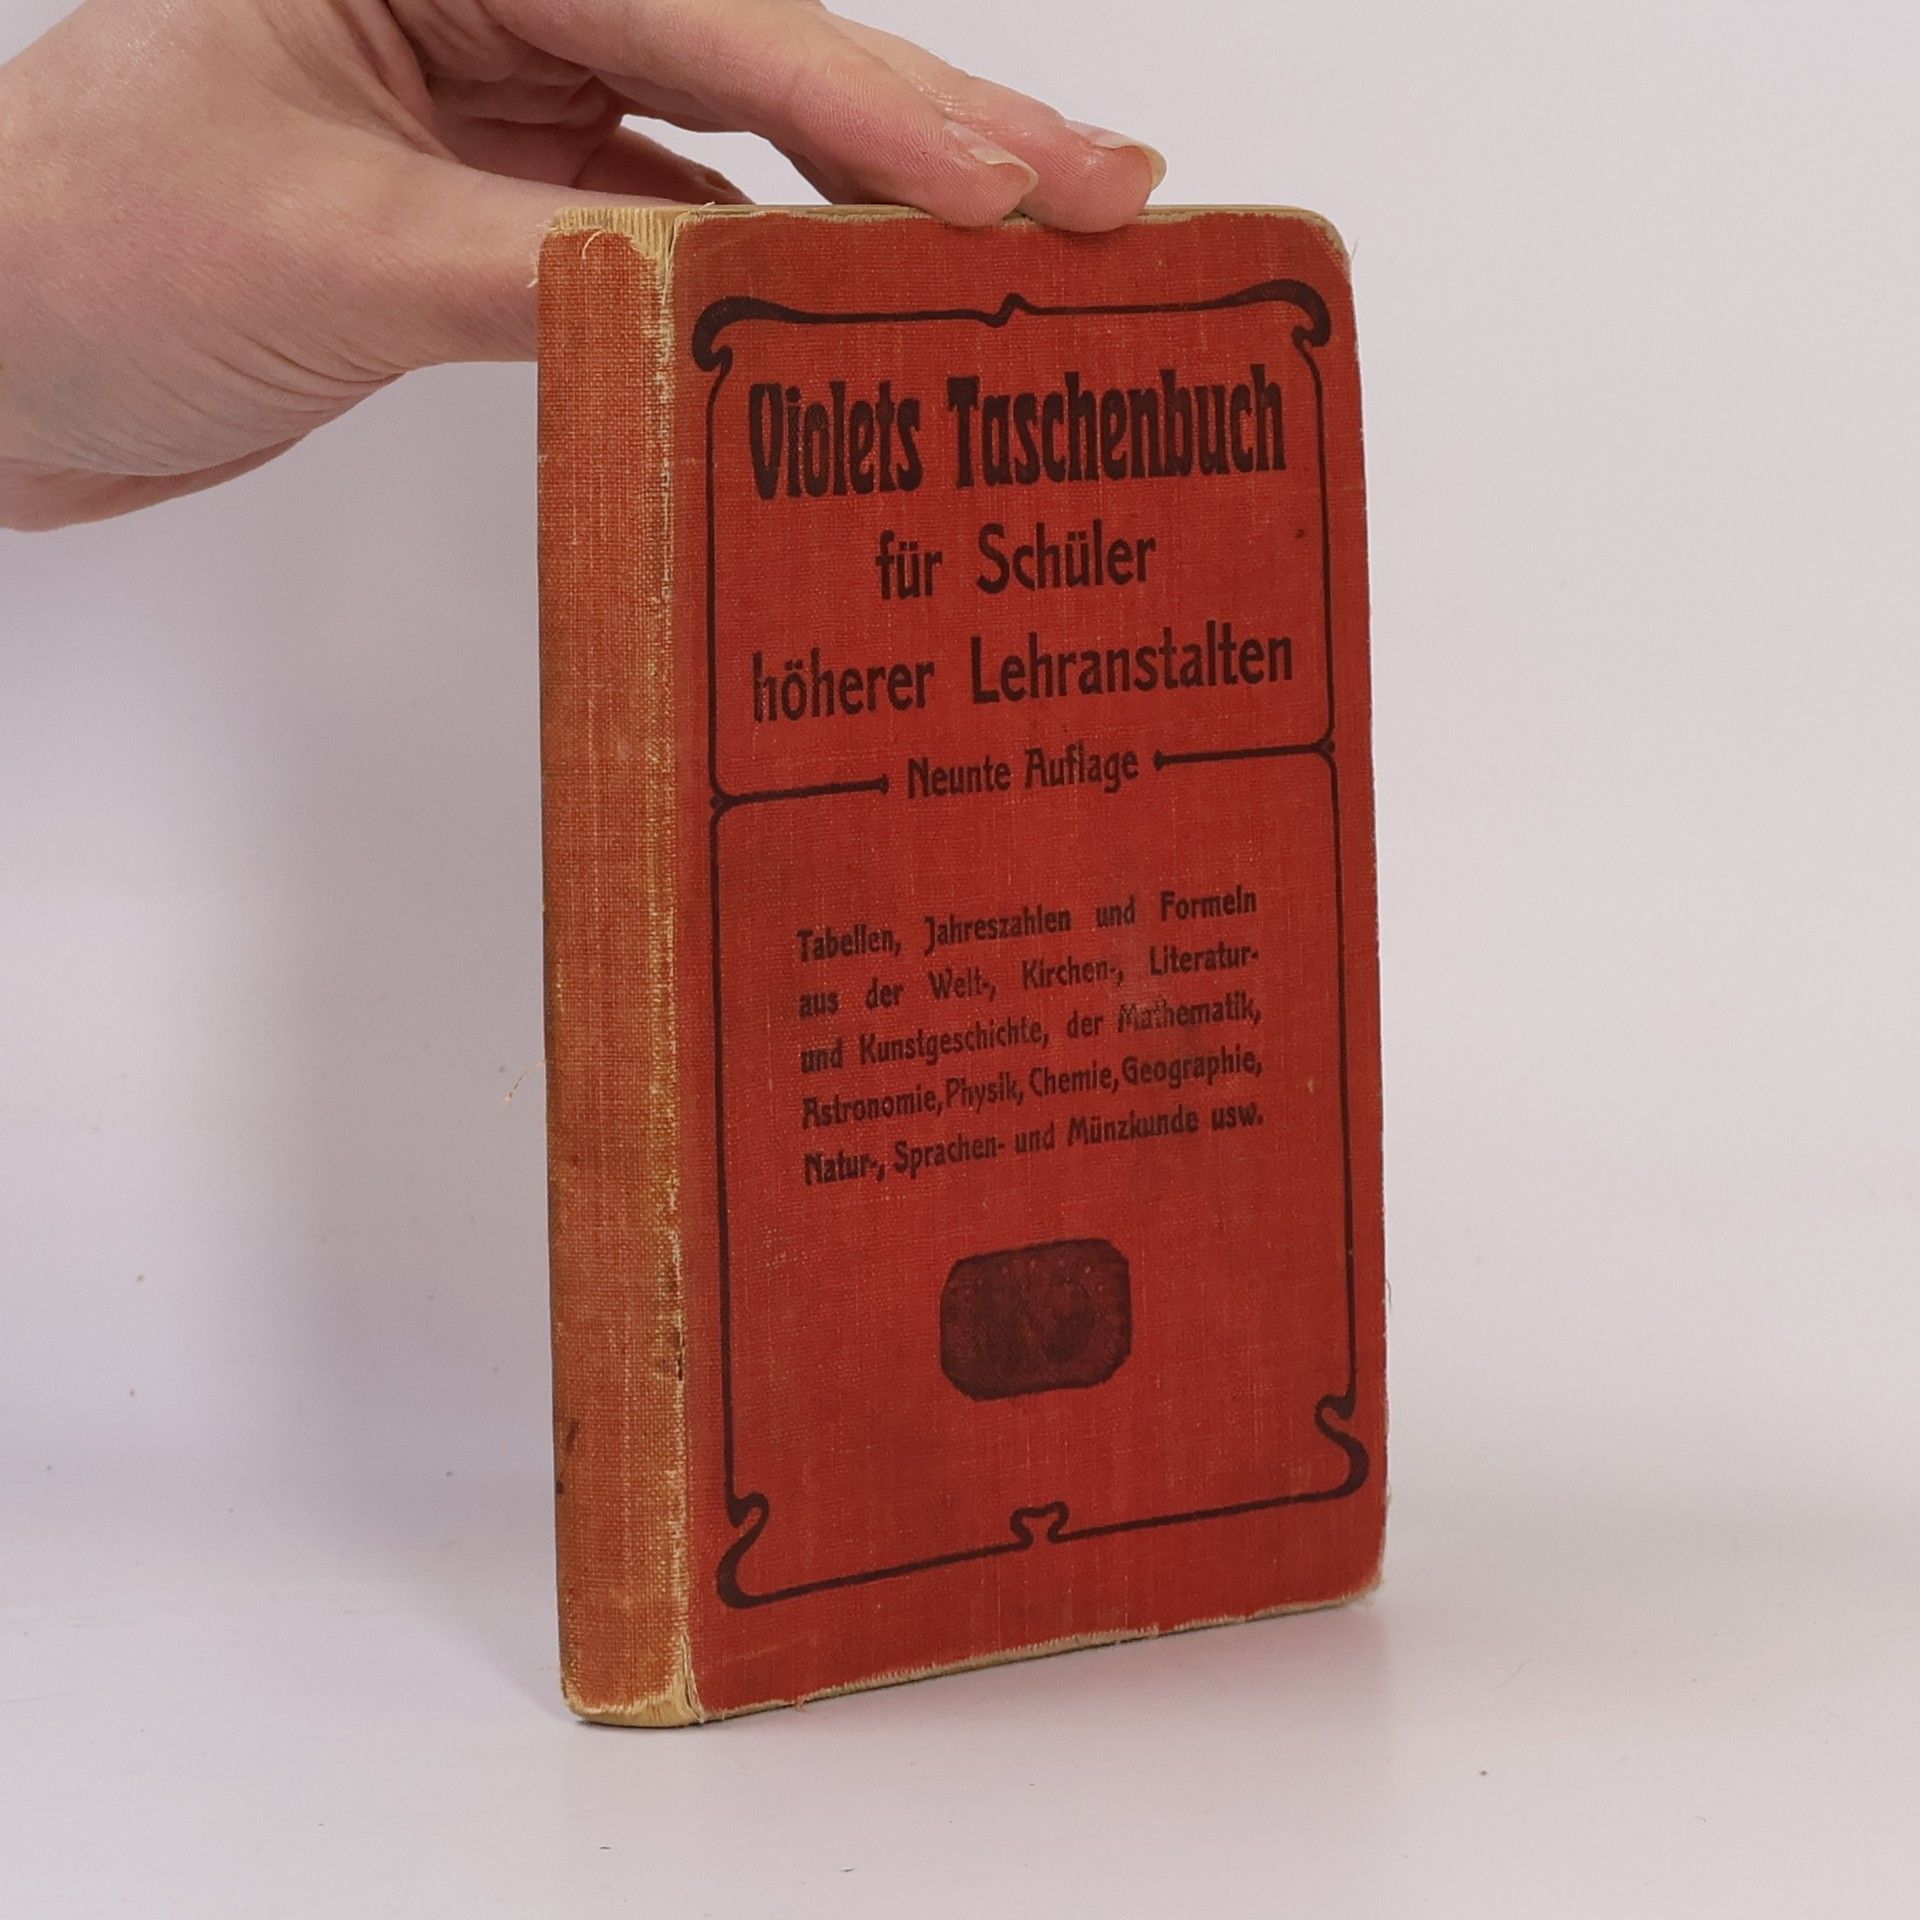 Violets Taschenbuch
für Schüler
höherer Lehranstalten
Neunte Auflage
Tabellen, Jahreszahlen und Formeln
aus der Welt-, Kirchen-, Literatur-
und Kunstgeschichte, der Mathematik,
Astronomie, Physik, Chemie, Geographie,
Natur-, Sprachen- und Münzkunde usw.